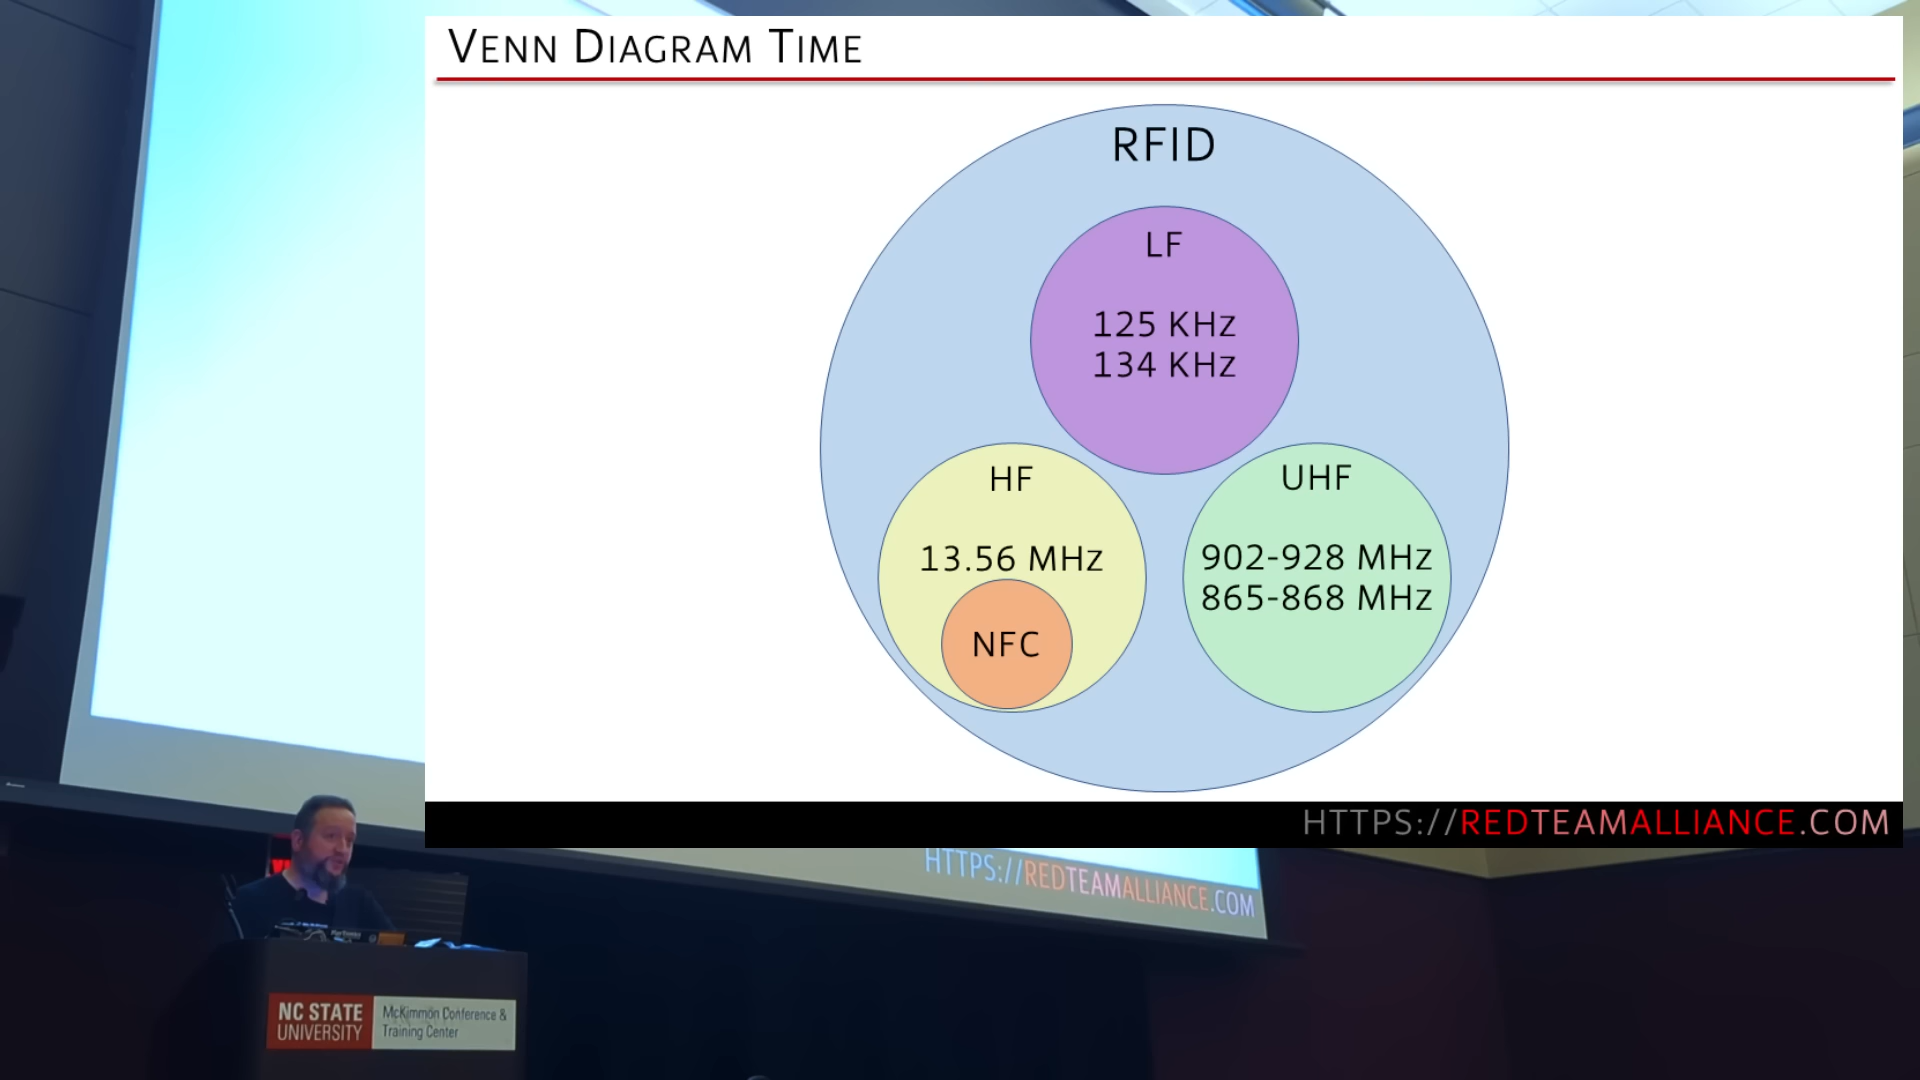 VENN DIAGRAM TIME
RFID
LF
125 KHz
134 KHz
HF
13.56 MHz
NFC
UHF
902-928 MHz
865-868 MHz
HTTPS://REDTEAMALLIANCE.COM
HTTPS://REDTEAMALLIANCE.COM
NC STATE
UNIVERSITY
McKimmon Conference &
Training Center